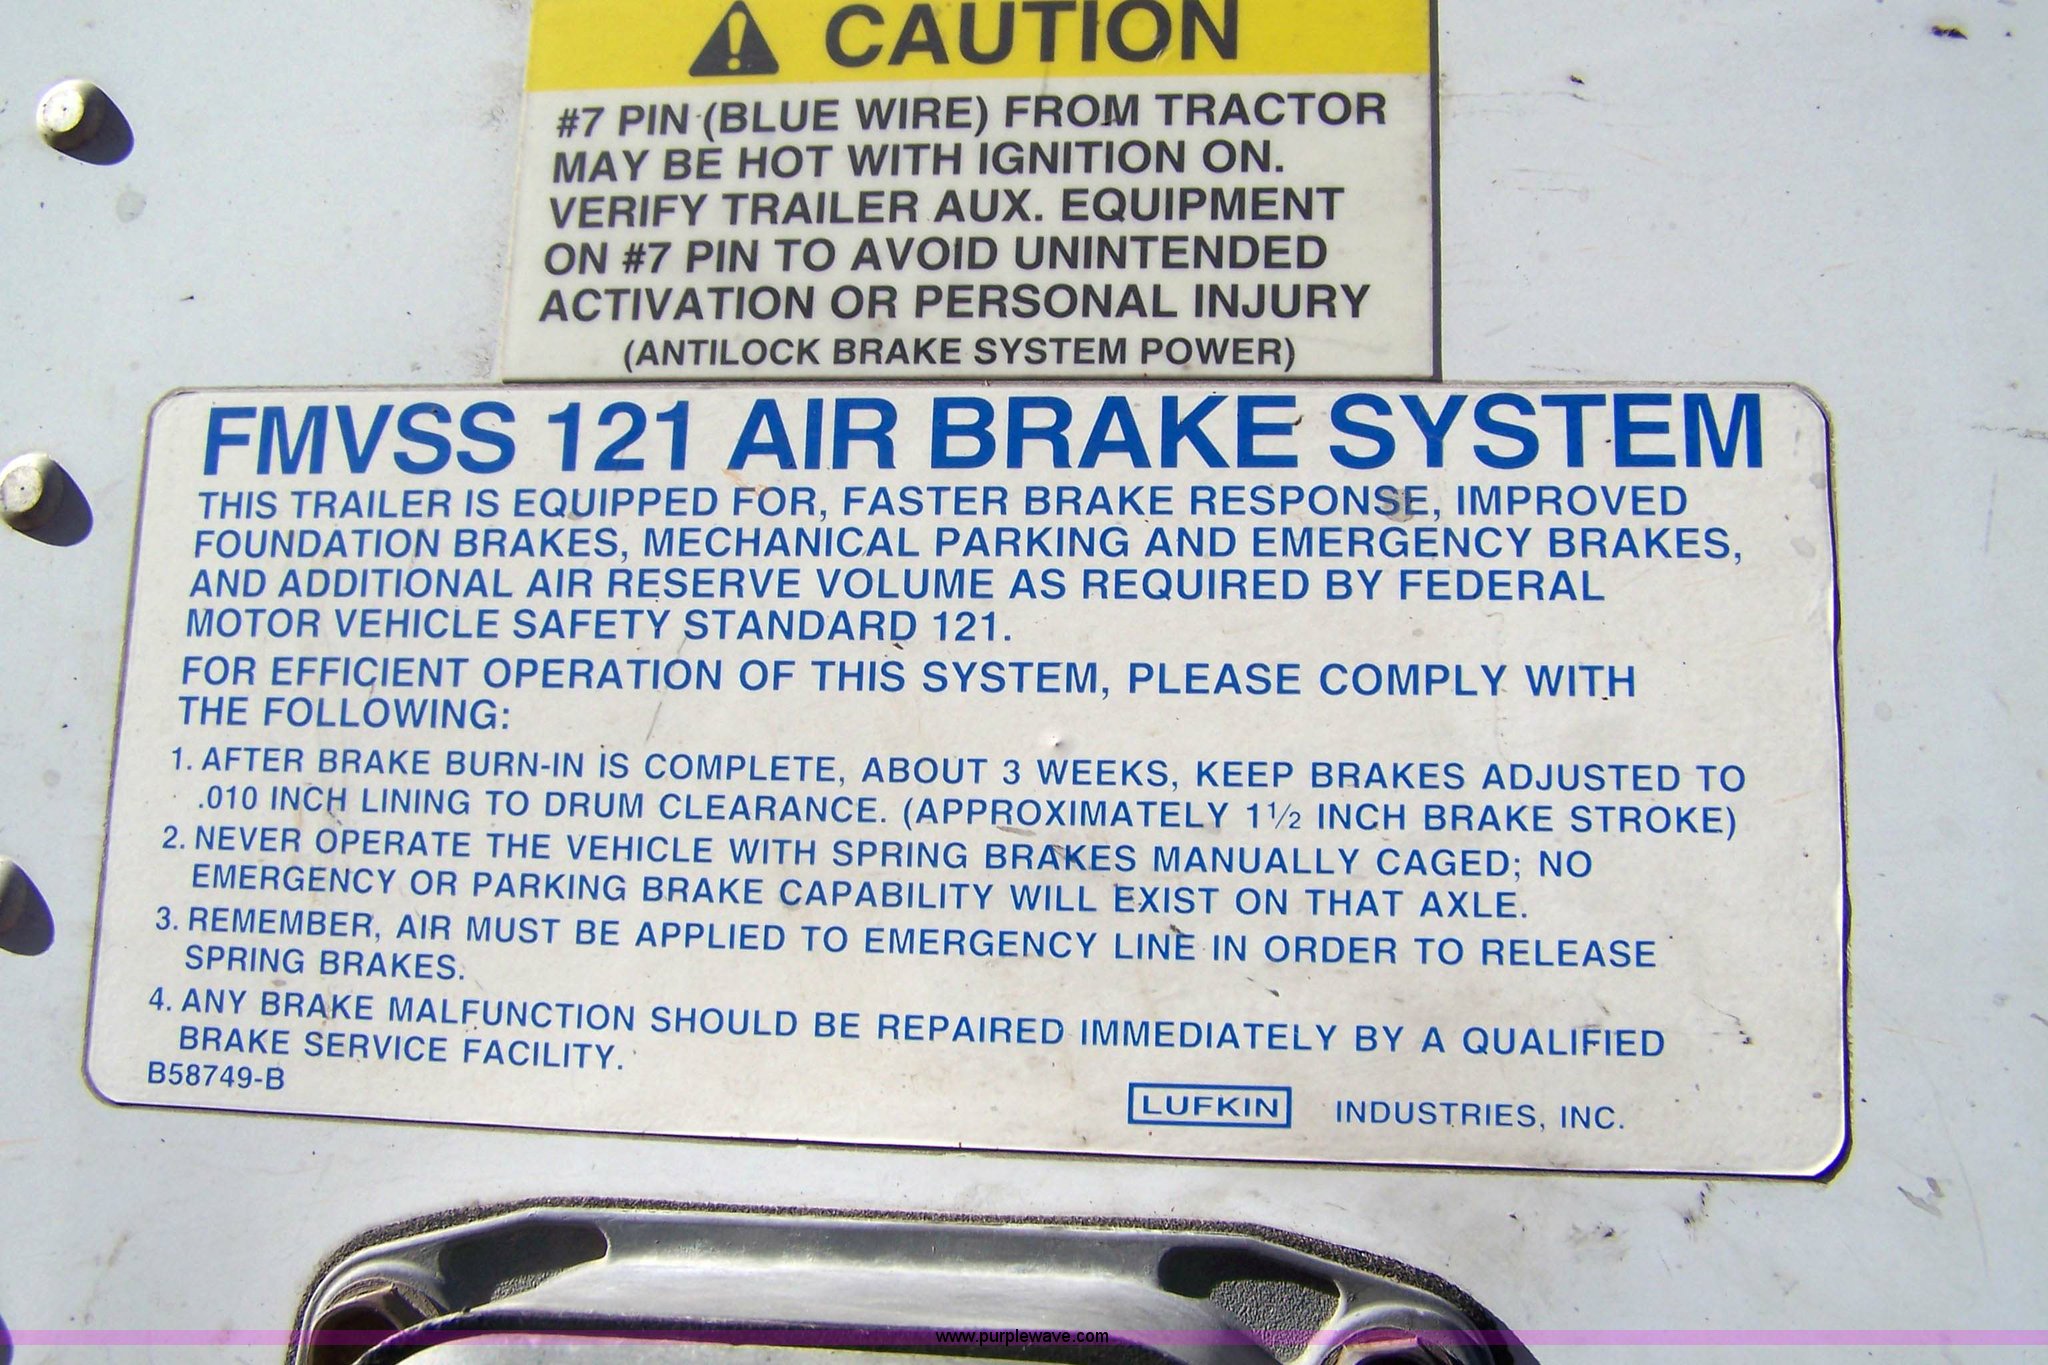 CAUTION
#7 PIN (BLUE WIRE) FROM TRACTOR
MAY BE HOT WITH IGNITION ON.
VERIFY TRAILER AUX. EQUIPMENT
ON #7 PIN TO AVOID UNINTENDED
ACTIVATION OR PERSONAL INJURY
(ANTILOCK BRAKE SYSTEM POWER)
FMVSS 121 AIR BRAKE SYSTEM
THIS TRAILER IS EQUIPPED FOR, FASTER BRAKE RESPONSE, IMPROVED
FOUNDATION BRAKES, MECHANICAL PARKING AND EMERGENCY BRAKES,
AND ADDITIONAL AIR RESERVE VOLUME AS REQUIRED BY FEDERAL
MOTOR VEHICLE SAFETY STANDARD 121.
FOR EFFICIENT OPERATION OF THIS SYSTEM, PLEASE COMPLY WITH
THE FOLLOWING:
1. AFTER BRAKE BURN-IN IS COMPLETE, ABOUT 3 WEEKS, KEEP BRAKES ADJUSTED TO
.010 INCH LINING TO DRUM CLEARANCE. (APPROXIMATELY 1½ INCH BRAKE STROKE)
2. NEVER OPERATE THE VEHICLE WITH SPRING BRAKES MANUALLY CAGED; NO
EMERGENCY OR PARKING BRAKE CAPABILITY WILL EXIST ON THAT AXLE.
3. REMEMBER, AIR MUST BE APPLIED TO EMERGENCY LINE IN ORDER TO RELEASE
SPRING BRAKES.
4. ANY BRAKE MALFUNCTION SHOULD BE REPAIRED IMMEDIATELY BY A QUALIFIED
BRAKE SERVICE FACILITY.
B58749-B
LUFKIN INDUSTRIES, INC.
www.purplewave.com